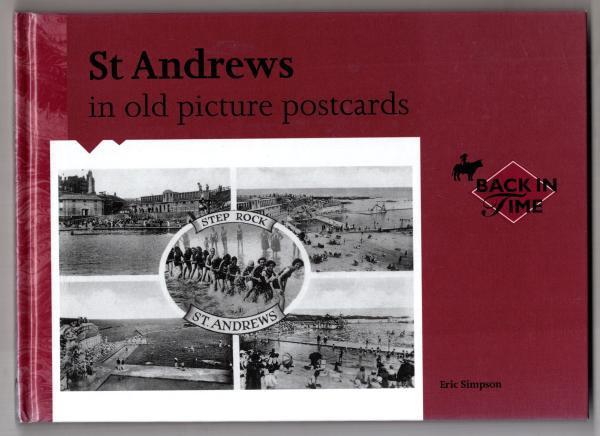 St Andrews
in old picture postcards
BACK IN
TIME
STEP ROCK
ST. ANDREWS
Eric Simpson